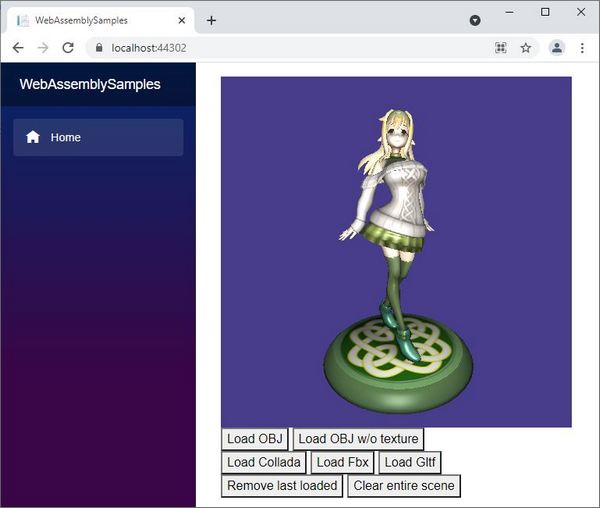 WebAssemblySamples
localhost:44302
WebAssemblySamples
Home
Load OBJ Load OBJ w/o texture
Load Collada Load Fbx Load Gltf
Remove last loaded Clear entire scene